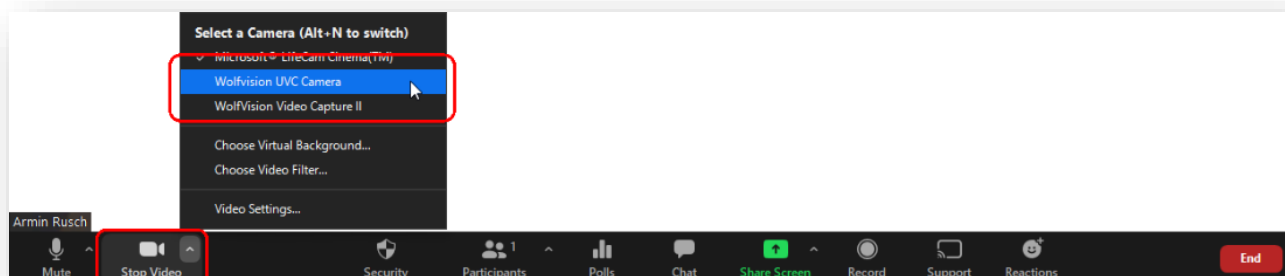 Select a Camera (Alt+N to switch)
Microsoft® LifeCam Cinema(TM)
Wolfvision UVC Camera
WolfVision Video Capture II
Choose Virtual Background...
Choose Video Filter...
Video Settings...
Armin Rusch
Mute Stop Video Security Participants 1 Polls Chat Share Screen Record Support Reactions End